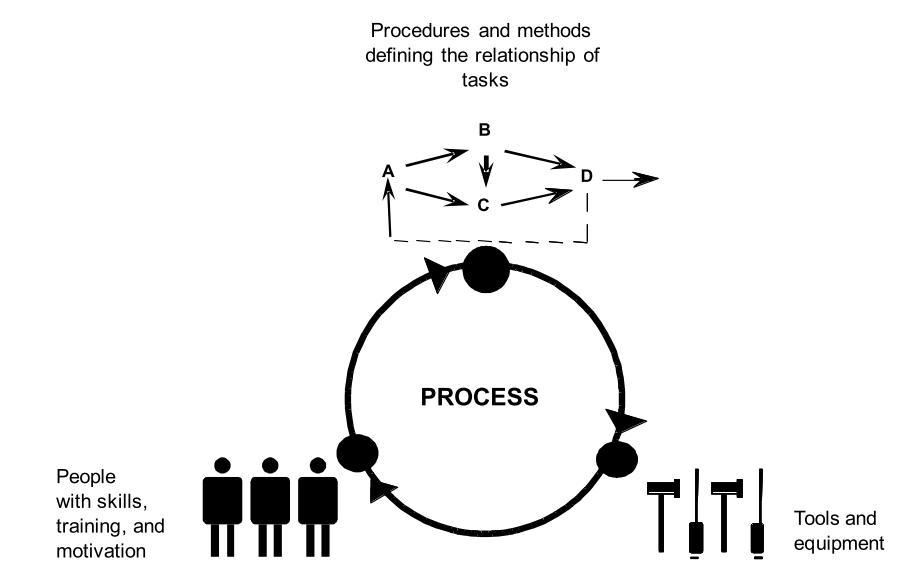 Procedures and methods
defining the relationship of
tasks
B
A
D
C
PROCESS
People
with skills,
training, and
motivation
Tools and
equipment